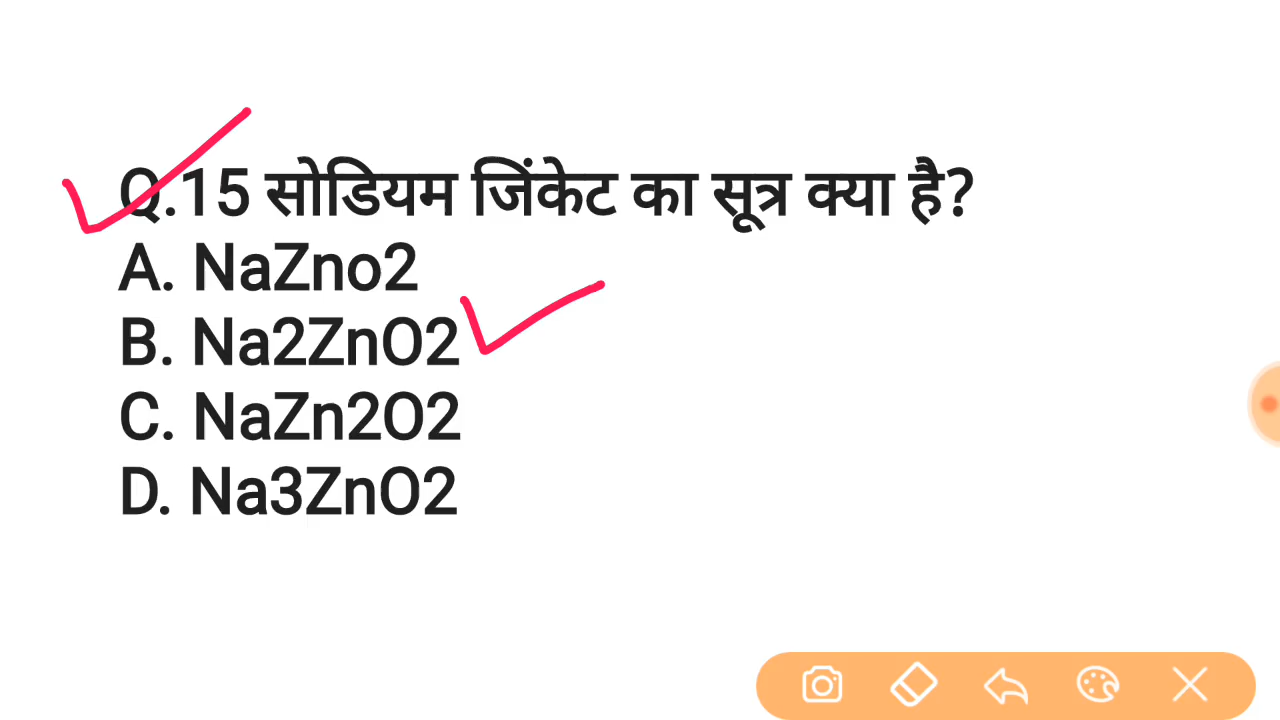 Q.15 सोडियम जिंकेट का सूत्र क्या है?
A. NaZno2
B. Na2ZnO2
C. NaZn2O2
D. Na3ZnO2